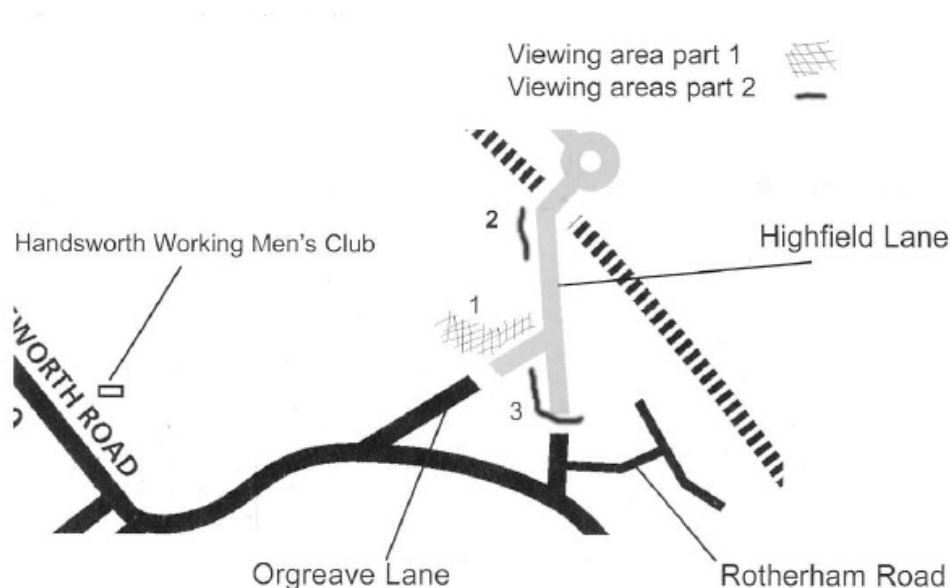 Viewing area part 1
Viewing areas part 2
2
Handsworth Working Men's Club
Highfield Lane
1
WORTH ROAD
3
Orgreave Lane
Rotherham Road